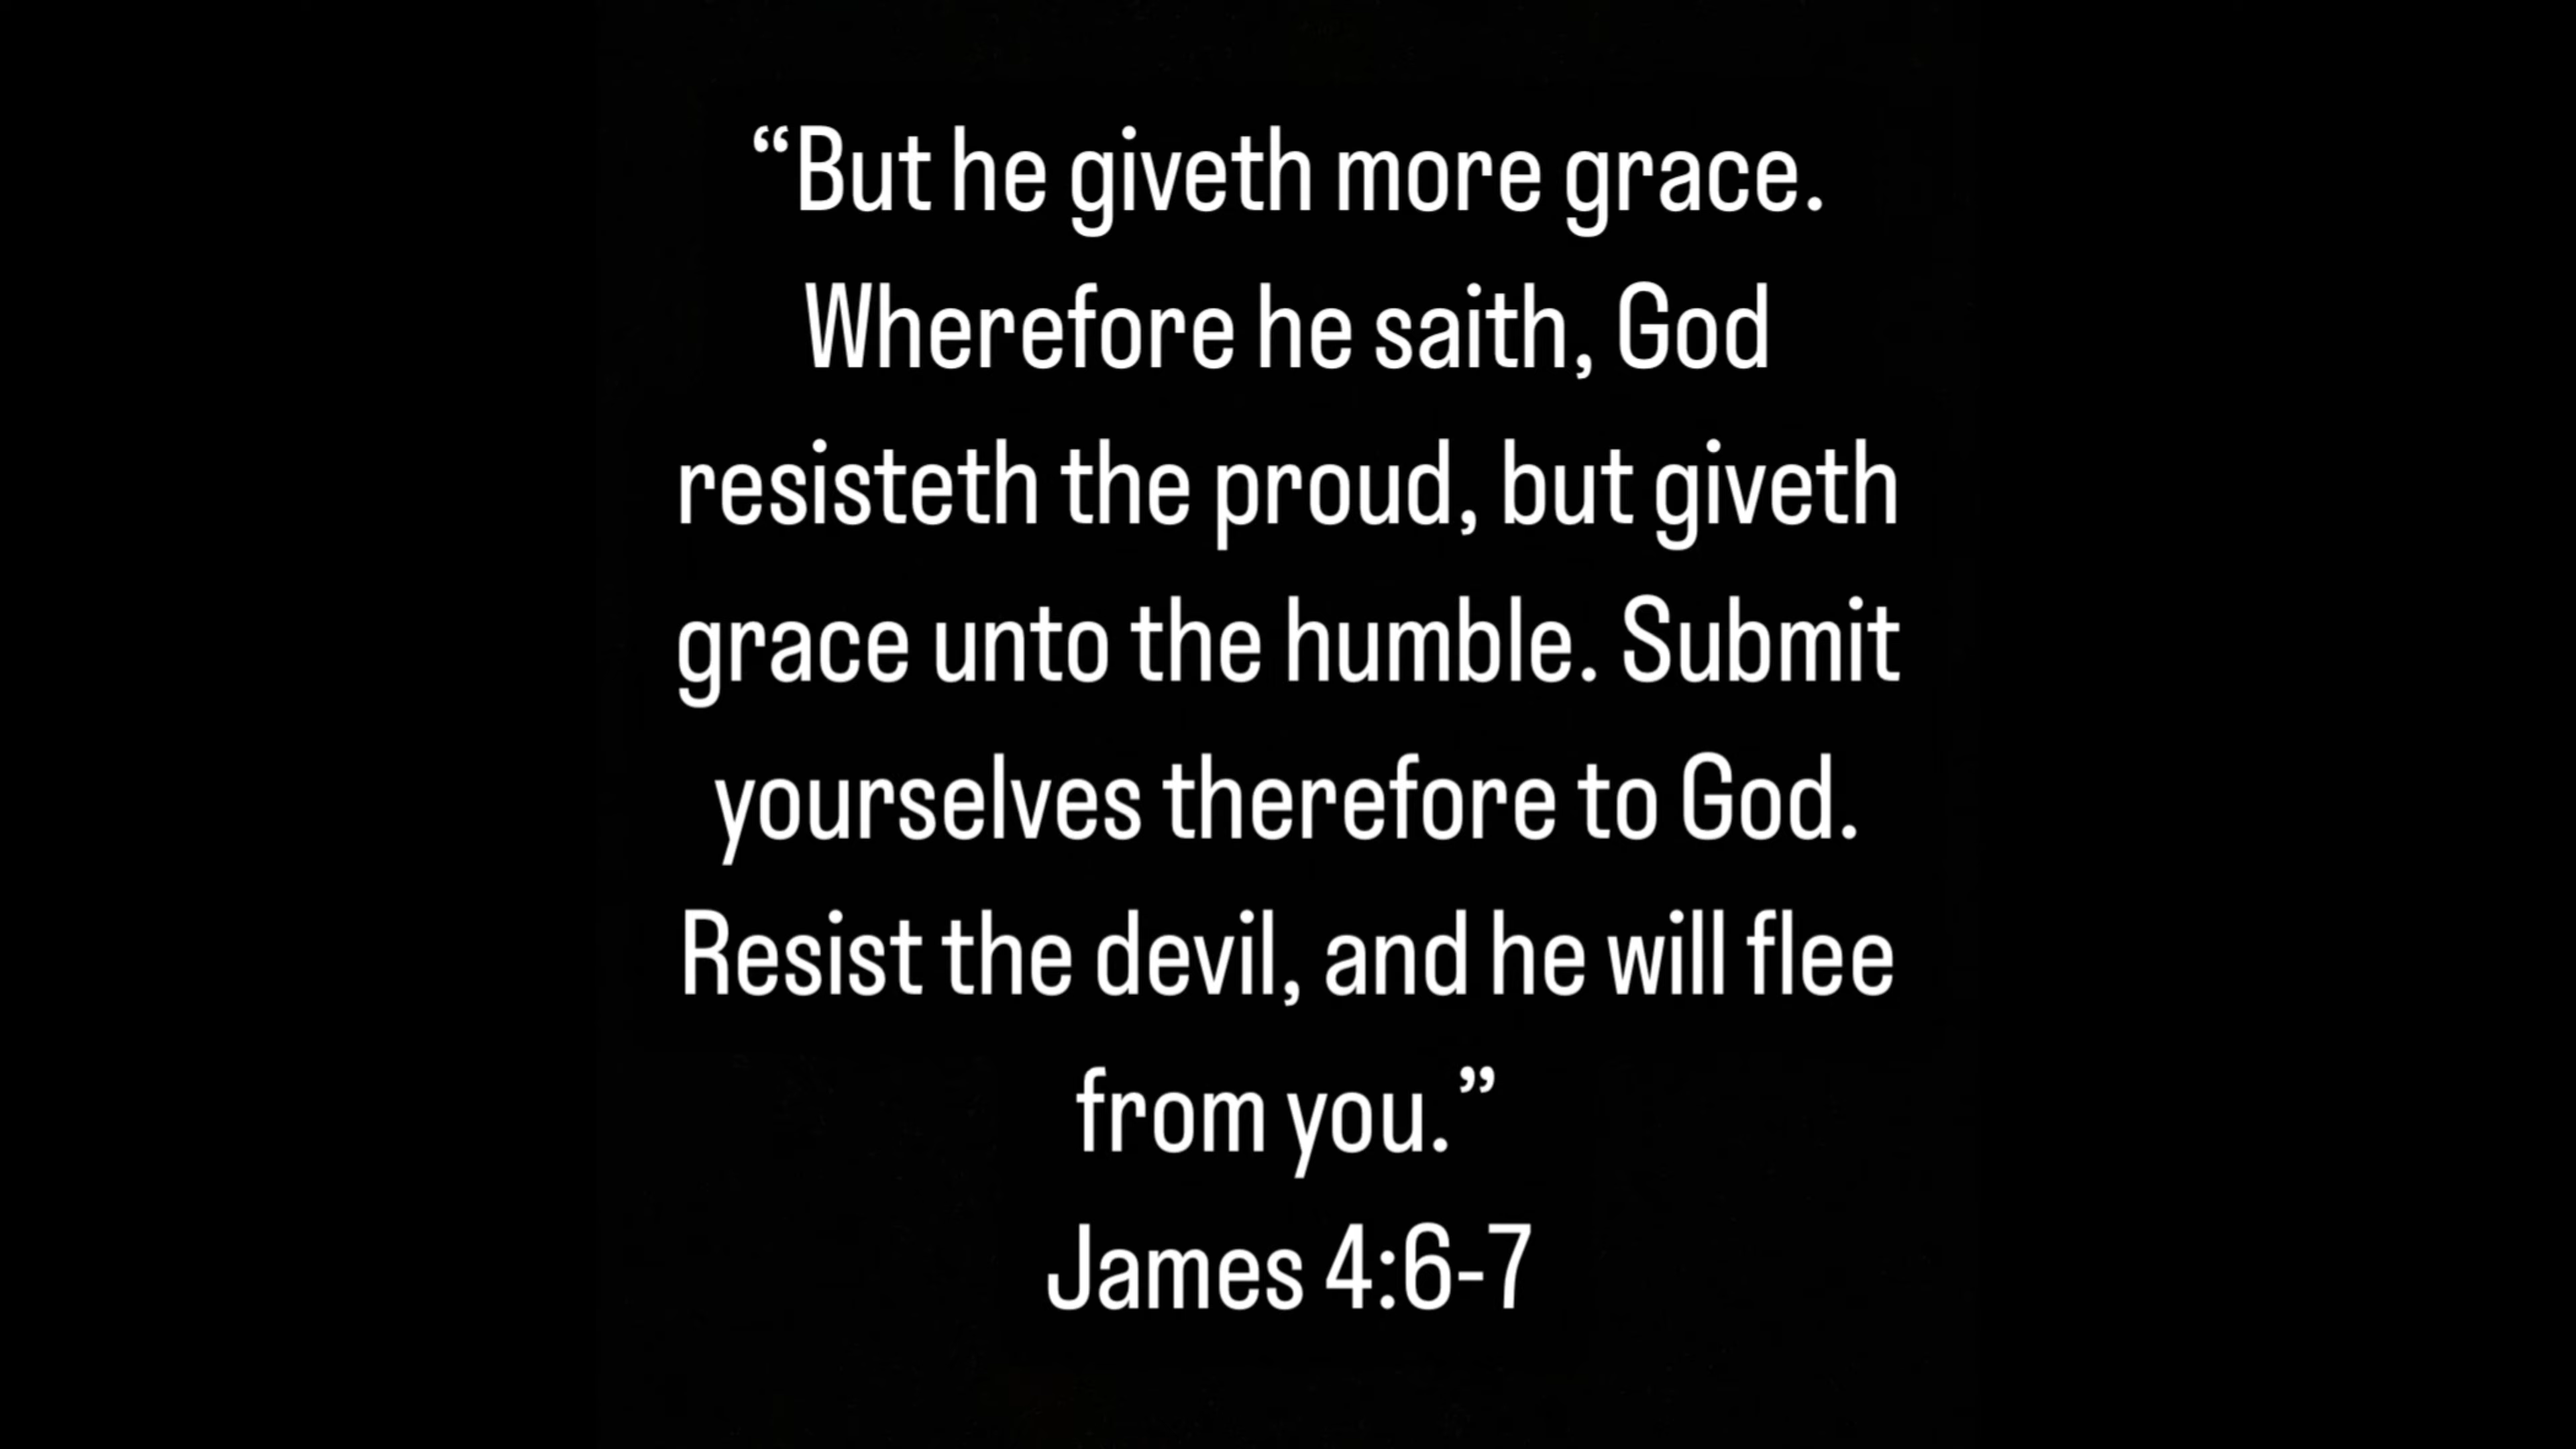 “But he giveth more grace.
Wherefore he saith, God
resisteth the proud, but giveth
grace unto the humble. Submit
yourselves therefore to God.
Resist the devil, and he will flee
from you.”
James 4:6-7